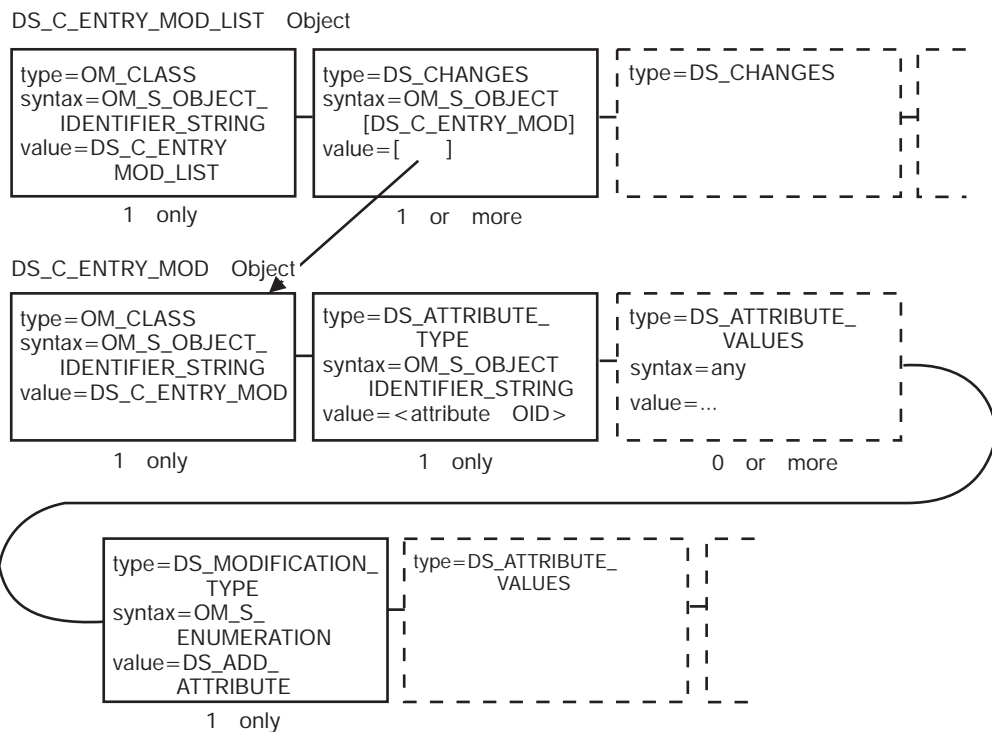 DS_C_ENTRY_MOD_LIST Object
type=OM_CLASS
syntax=OM_S_OBJECT_
IDENTIFIER_STRING
value=DS_C_ENTRY
MOD_LIST
1 only
type=DS_CHANGES
syntax=OM_S_OBJECT
[DS_C_ENTRY_MOD]
value=[ ]
1 or more
type=DS_CHANGES
DS_C_ENTRY_MOD Object
type=OM_CLASS
syntax=OM_S_OBJECT_
IDENTIFIER_STRING
value=DS_C_ENTRY_MOD
1 only
type=DS_ATTRIBUTE_
TYPE
syntax=OM_S_OBJECT
IDENTIFIER_STRING
value=<attribute OID>
1 only
type=DS_ATTRIBUTE_
VALUES
syntax=any
value=...
0 or more
type=DS_MODIFICATION_
TYPE
syntax=OM_S_
ENUMERATION
value=DS_ADD_
ATTRIBUTE
1 only
type=DS_ATTRIBUTE_
VALUES